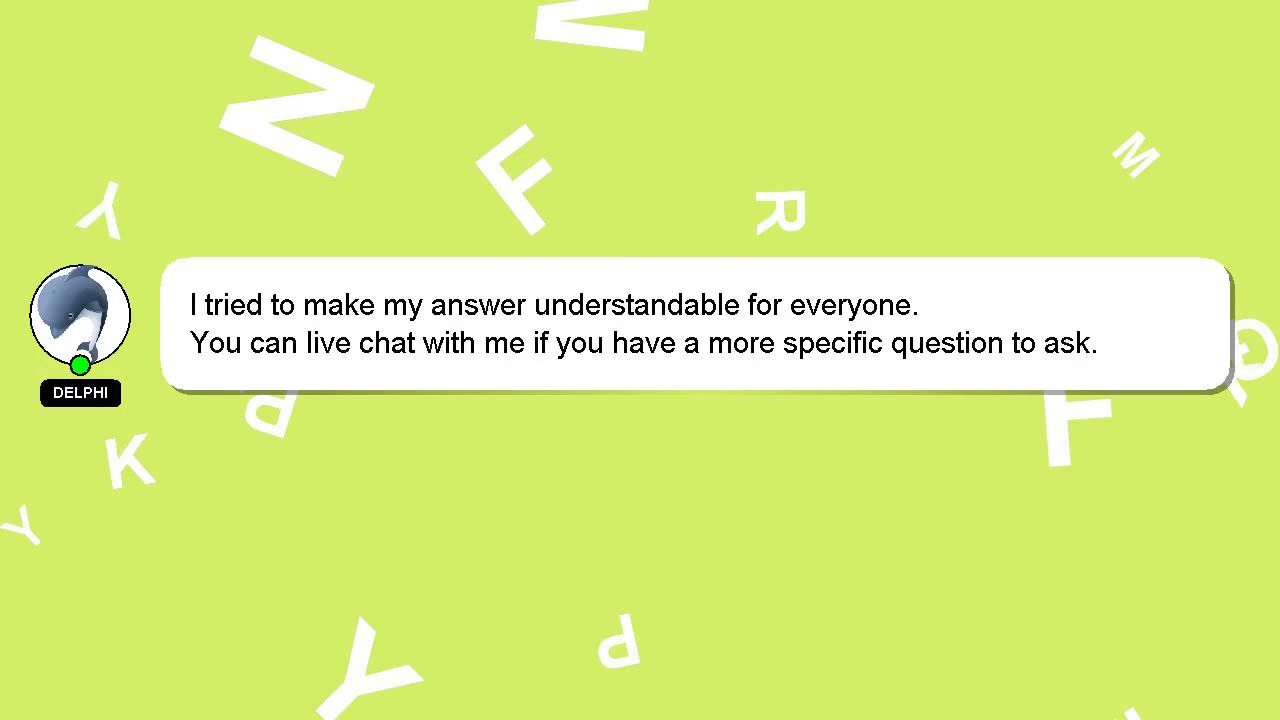 N
F
M
Y
R
I tried to make my answer understandable for everyone.
You can live chat with me if you have a more specific question to ask.
DELPHI
R
F
K
Y
Y
P